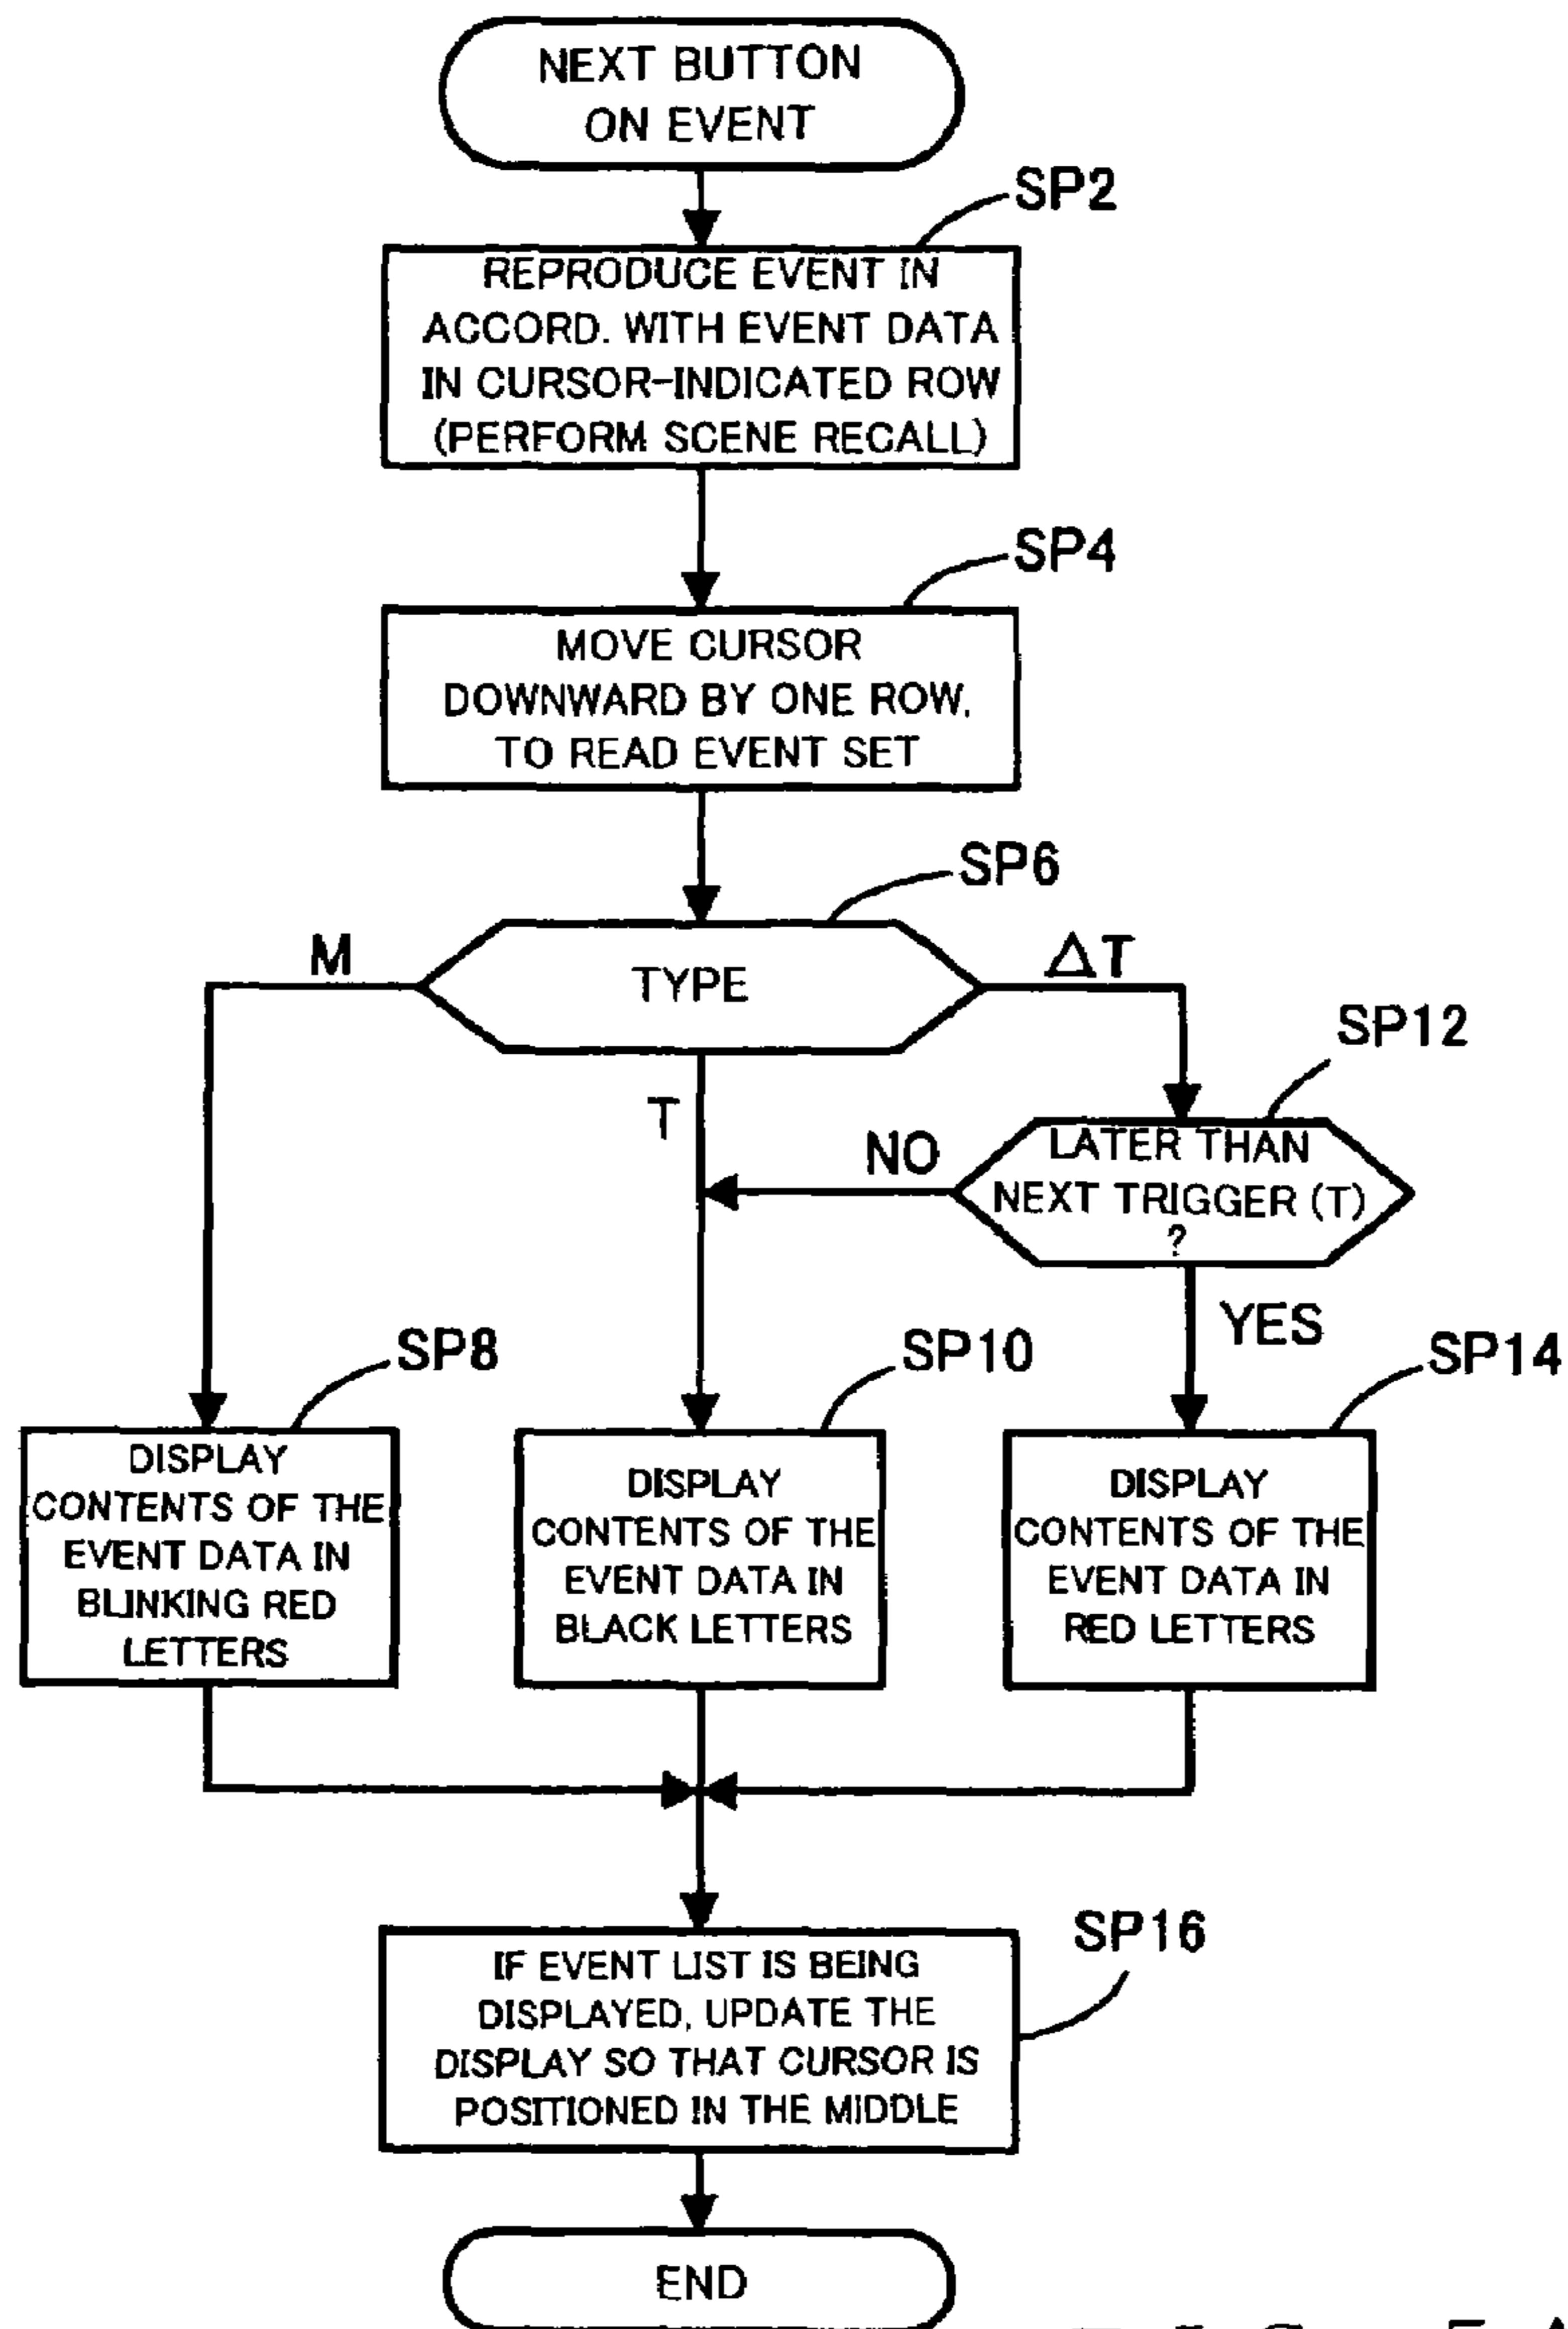 NEXT BUTTON
ON EVENT
SP2
REPRODUCE EVENT IN
ACCORD. WITH EVENT DATA
IN CURSOR-INDICATED ROW
(PERFORM SCENE RECALL)
SP4
MOVE CURSOR
DOWNWARD BY ONE ROW,
TO READ EVENT SET
SP6
M
TYPE
ΔT
SP12
T
NO
LATER THAN
NEXT TRIGGER (T)
?
YES
SP8
SP10
SP14
DISPLAY
CONTENTS OF THE
EVENT DATA IN
BLINKING RED
LETTERS
DISPLAY
CONTENTS OF THE
EVENT DATA IN
BLACK LETTERS
DISPLAY
CONTENTS OF THE
EVENT DATA IN
RED LETTERS
SP16
IF EVENT LIST IS BEING
DISPLAYED, UPDATE THE
DISPLAY SO THAT CURSOR IS
POSITIONED IN THE MIDDLE
END